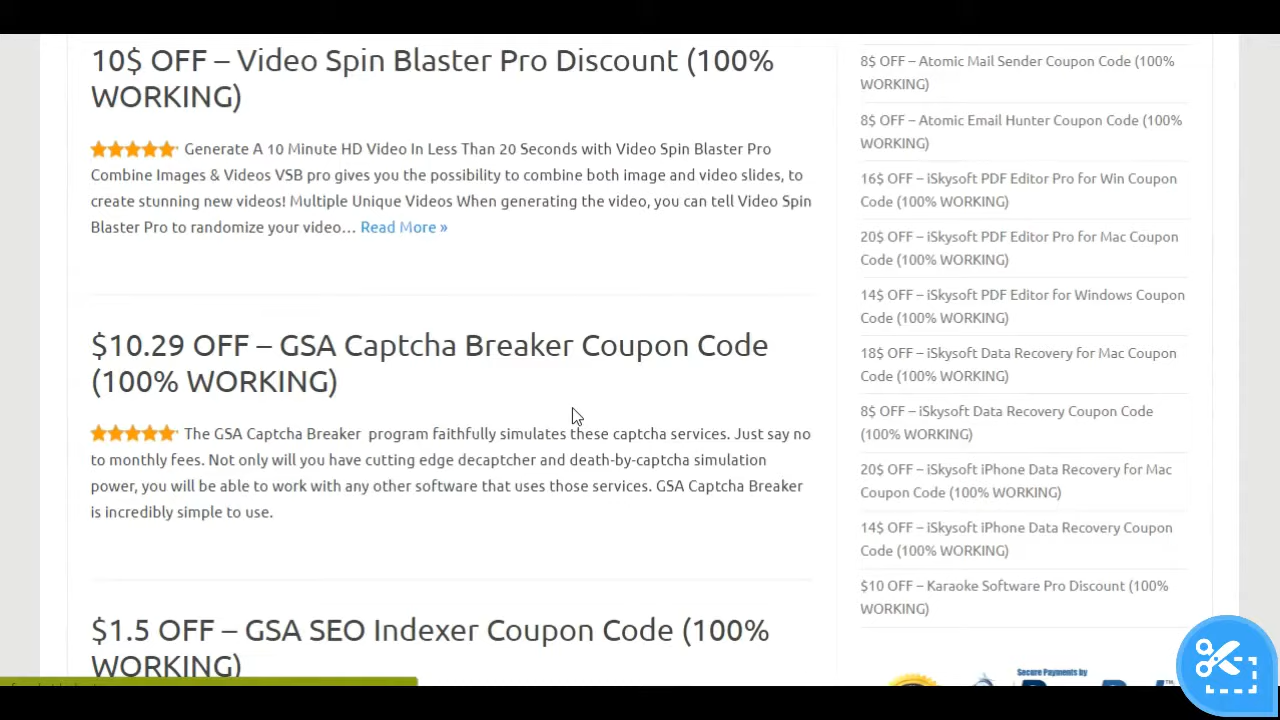 10$ OFF – Video Spin Blaster Pro Discount (100%
WORKING)
Generate A 10 Minute HD Video In Less Than 20 Seconds with Video Spin Blaster Pro
Combine Images & Videos VSB pro gives you the possibility to combine both image and video slides, to
create stunning new videos! Multiple Unique Videos When generating the video, you can tell Video Spin
Blaster Pro to randomize your video… Read More »
$10.29 OFF – GSA Captcha Breaker Coupon Code
(100% WORKING)
The GSA Captcha Breaker program faithfully simulates these captcha services. Just say no
to monthly fees. Not only will you have cutting edge decaptcher and death-by-captcha simulation
power, you will be able to work with any other software that uses those services. GSA Captcha Breaker
is incredibly simple to use.
$1.5 OFF – GSA SEO Indexer Coupon Code (100%
WORKING)
8$ OFF – Atomic Mail Sender Coupon Code (100%
WORKING)
8$ OFF – Atomic Email Hunter Coupon Code (100%
WORKING)
16$ OFF – iSkysoft PDF Editor Pro for Win Coupon
Code (100% WORKING)
20$ OFF – iSkysoft PDF Editor Pro for Mac Coupon
Code (100% WORKING)
14$ OFF – iSkysoft PDF Editor for Windows Coupon
Code (100% WORKING)
18$ OFF – iSkysoft Data Recovery for Mac Coupon
Code (100% WORKING)
8$ OFF – iSkysoft Data Recovery Coupon Code
(100% WORKING)
20$ OFF – iSkysoft iPhone Data Recovery for Mac
Coupon Code (100% WORKING)
14$ OFF – iSkysoft iPhone Data Recovery Coupon
Code (100% WORKING)
$10 OFF – Karaoke Software Pro Discount (100%
WORKING)
Secure Payments by